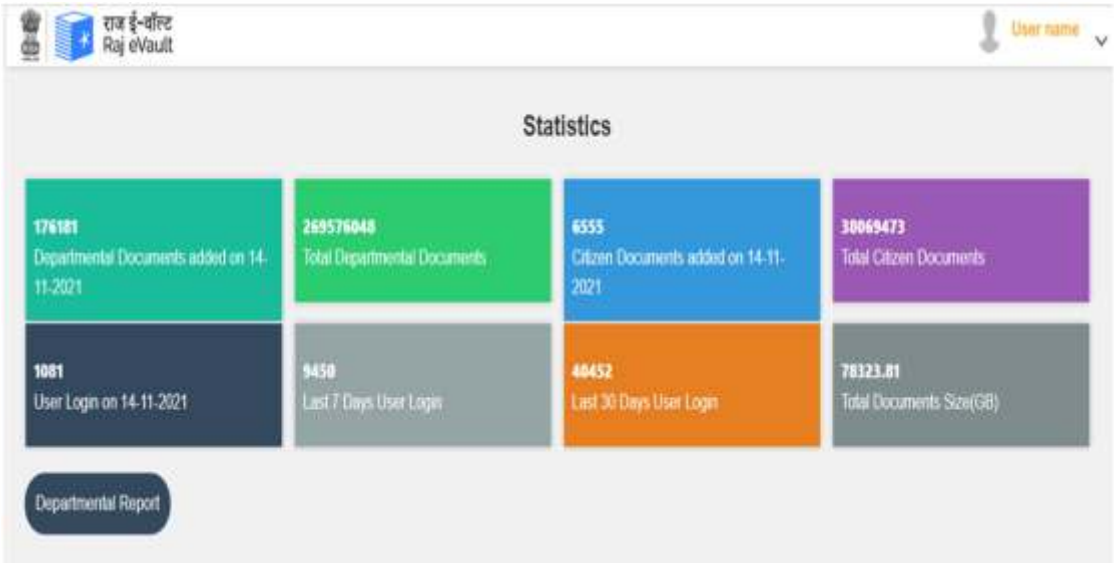 राज ई-वॉल्ट
Raj eVault
User name
Statistics
176181
Departmental Documents added on 14-
11-2021
269576048
Total Departmental Documents
6555
Citizen Documents added on 14-11-
2021
38069473
Total Citizen Documents
1081
User Login on 14-11-2021
9450
Last 7 Days User Login
40452
Last 30 Days User Login
78323.81
Total Documents Size(GB)
Departmental Report